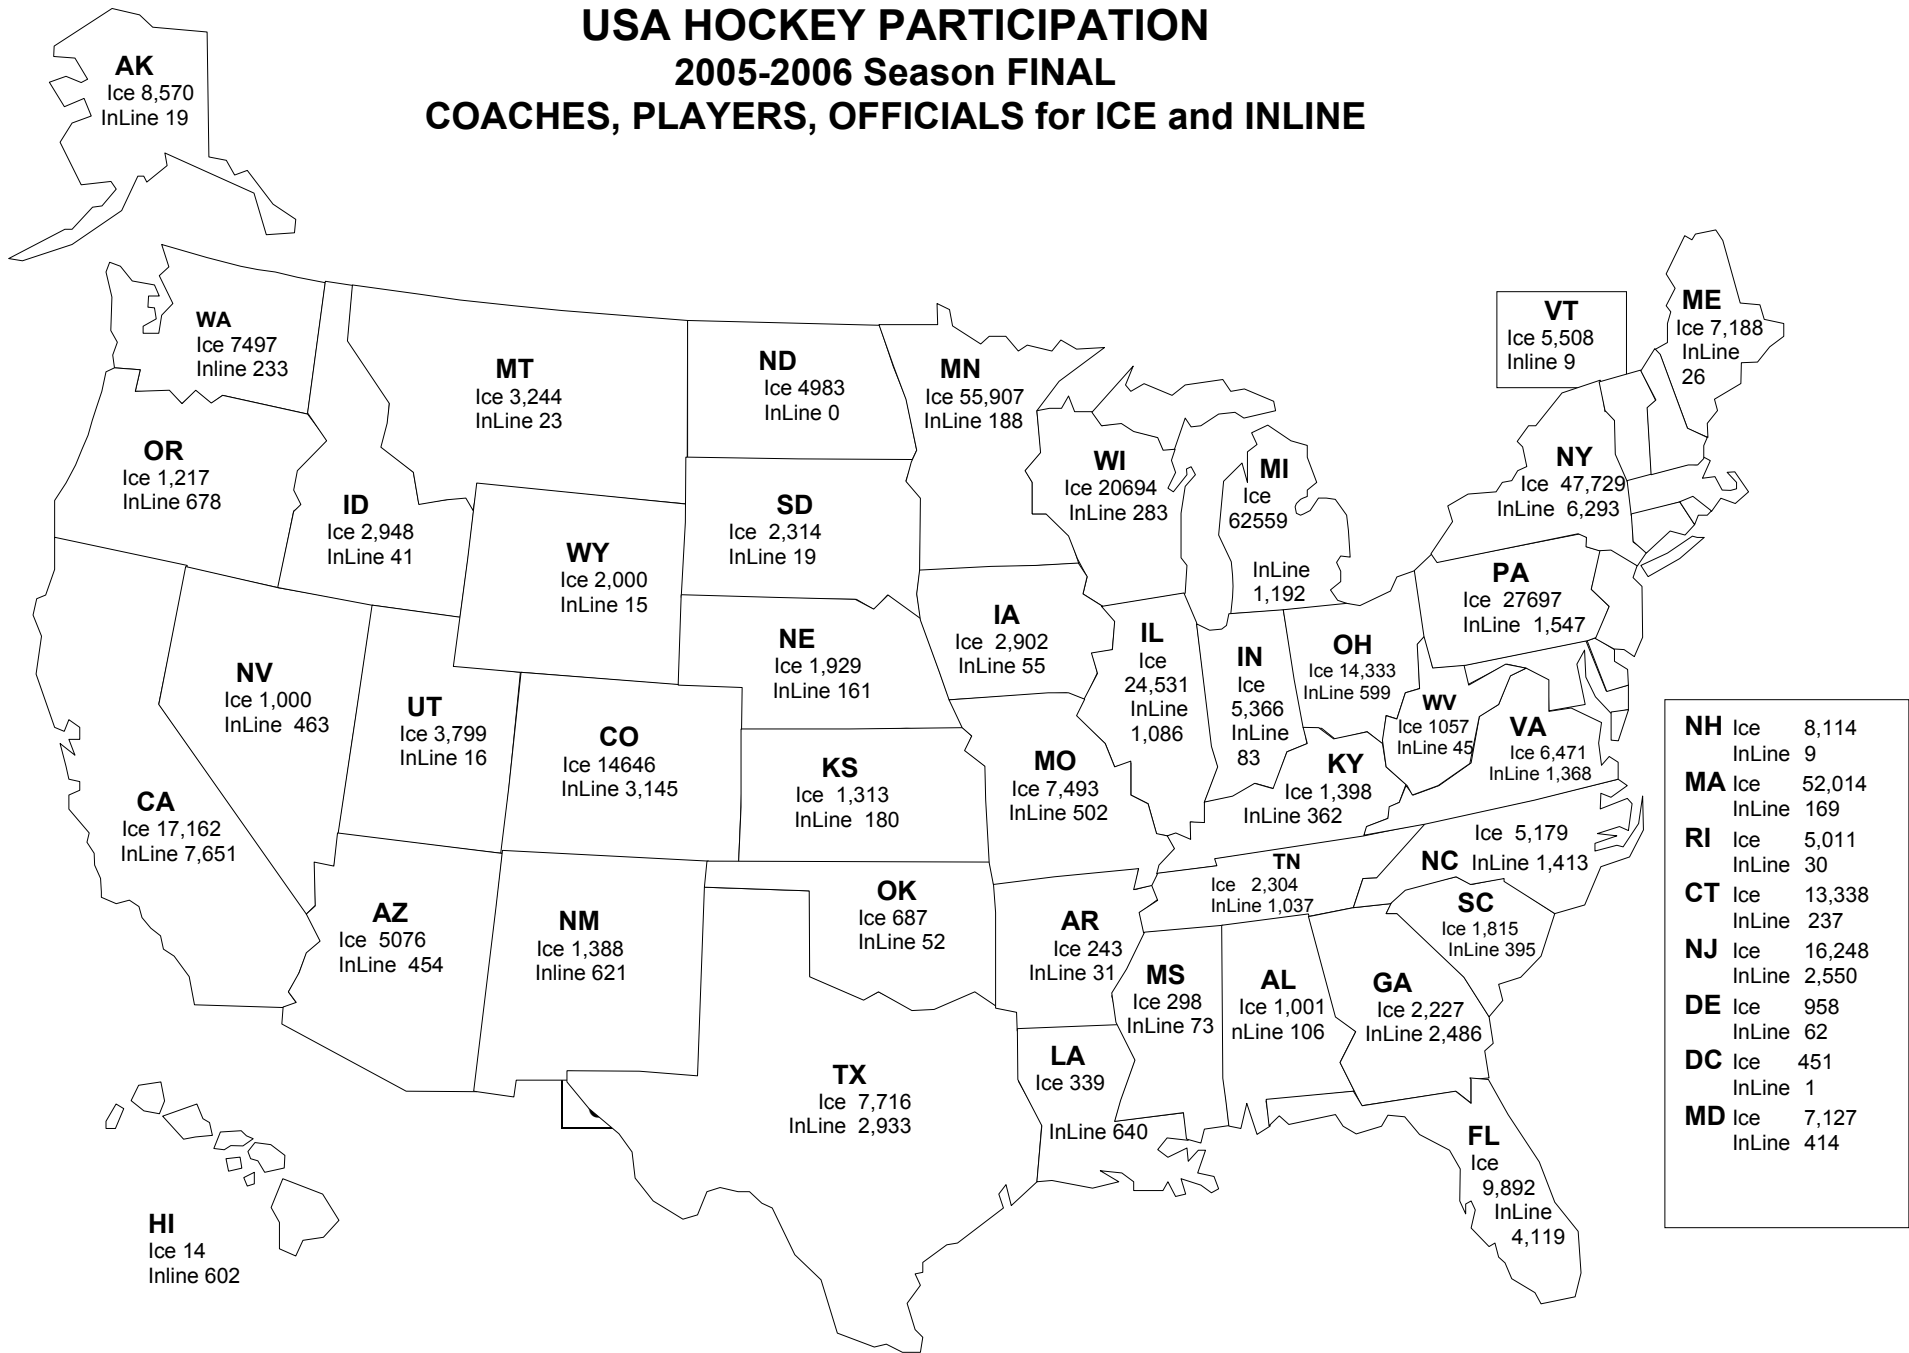 USA HOCKEY PARTICIPATION
2005-2006 Season FINAL
COACHES, PLAYERS, OFFICIALS for ICE and INLINE
AK
Ice 8,570
InLine 19
WA
Ice 7497
Inline 233
MT
Ice 3,244
InLine 23
ND
Ice 4983
InLine 0
MN
Ice 55,907
InLine 188
VT
Ice 5,508
Inline 9
ME
Ice 7,188
InLine
26
OR
Ice 1,217
InLine 678
ID
Ice 2,948
InLine 41
WY
Ice 2,000
InLine 15
SD
Ice 2,314
InLine 19
WI
Ice 20694
InLine 283
MI
Ice
62559
InLine
1,192
NY
Ice 47,729
InLine 6,293
PA
Ice 27697
InLine 1,547
NV
Ice 1,000
InLine 463
UT
Ice 3,799
InLine 16
CO
Ice 14646
InLine 3,145
NE
Ice 1,929
InLine 161
IA
Ice 2,902
InLine 55
IL
Ice
24,531
InLine
1,086
IN
Ice
5,366
InLine
83
OH
Ice 14,333
InLine 599
WV
Ice 1057
InLine 45
VA
Ice 6,471
InLine 1,368
CA
Ice 17,162
InLine 7,651
KS
Ice 1,313
InLine 180
MO
Ice 7,493
InLine 502
KY
Ice 1,398
InLine 362
TN
Ice 2,304
InLine 1,037
Ice 5,179
NC InLine 1,413
SC
Ice 1,815
InLine 395
AZ
Ice 5076
InLine 454
NM
Ice 1,388
Inline 621
OK
Ice 687
InLine 52
AR
Ice 243
InLine 31
MS
Ice 298
InLine 73
AL
Ice 1,001
nLine 106
GA
Ice 2,227
InLine 2,486
TX
Ice 7,716
InLine 2,933
LA
Ice 339
InLine 640
FL
Ice
9,892
InLine
4,119
HI
Ice 14
Inline 602
NH Ice 8,114
InLine 9
MA Ice 52,014
InLine 169
RI Ice 5,011
InLine 30
CT Ice 13,338
InLine 237
NJ Ice 16,248
InLine 2,550
DE Ice 958
InLine 62
DC Ice 451
InLine 1
MD Ice 7,127
InLine 414